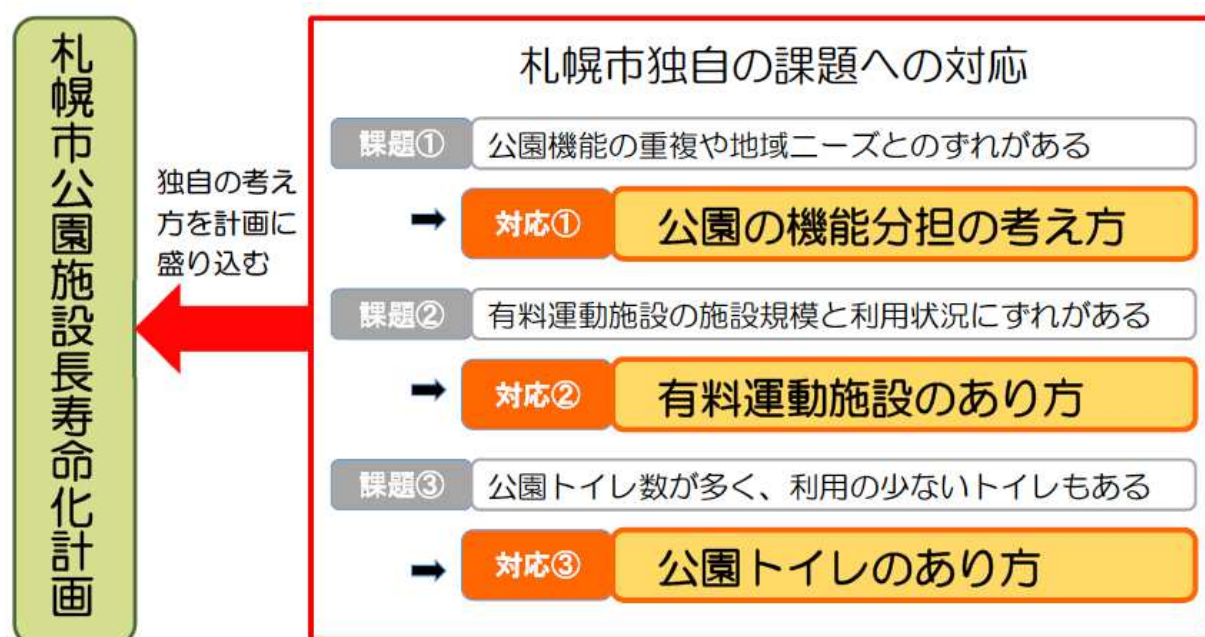 札幌市公園施設長寿命化計画
独自の考え
方を計画に
盛り込む
札幌市独自の課題への対応
課題① 公園機能の重複や地域ニーズとのずれがある
➡ 対応① 公園の機能分担の考え方
課題② 有料運動施設の施設規模と利用状況にずれがある
➡ 対応② 有料運動施設のあり方
課題③ 公園トイレ数が多く、利用の少ないトイレもある
➡ 対応③ 公園トイレのあり方